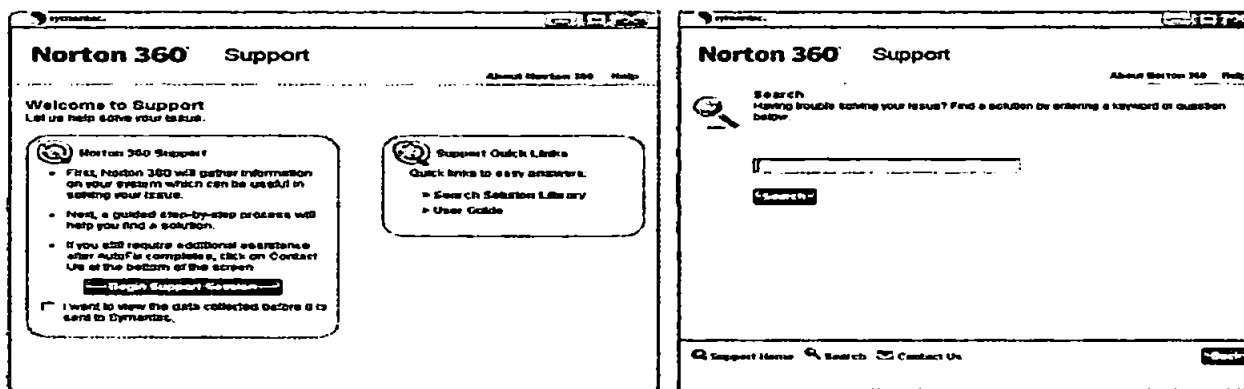 symantec.
Norton 360 Support
About Norton 360 Help
Welcome to Support
Let us help solve your issue.
Norton 360 Support
• First, Norton 360 will gather information
on your system which can be useful in
solving your issue.
• Next, a guided step-by-step process will
help you find a solution.
• If you still require additional assistance
after AutoFix completes, click on Contact
Us at the bottom of the screen
Begin Support Session
I want to view the data collected before it is
sent to Symantec.
Support Quick Links
Quick links to easy answers:
» Search Solution Library
» User Guide
symantec.
Norton 360 Support
About Norton 360 Help
Search
Having trouble solving your issue? Find a solution by entering a keyword or question
below.
Search
Support Home Search Contact Us
Back